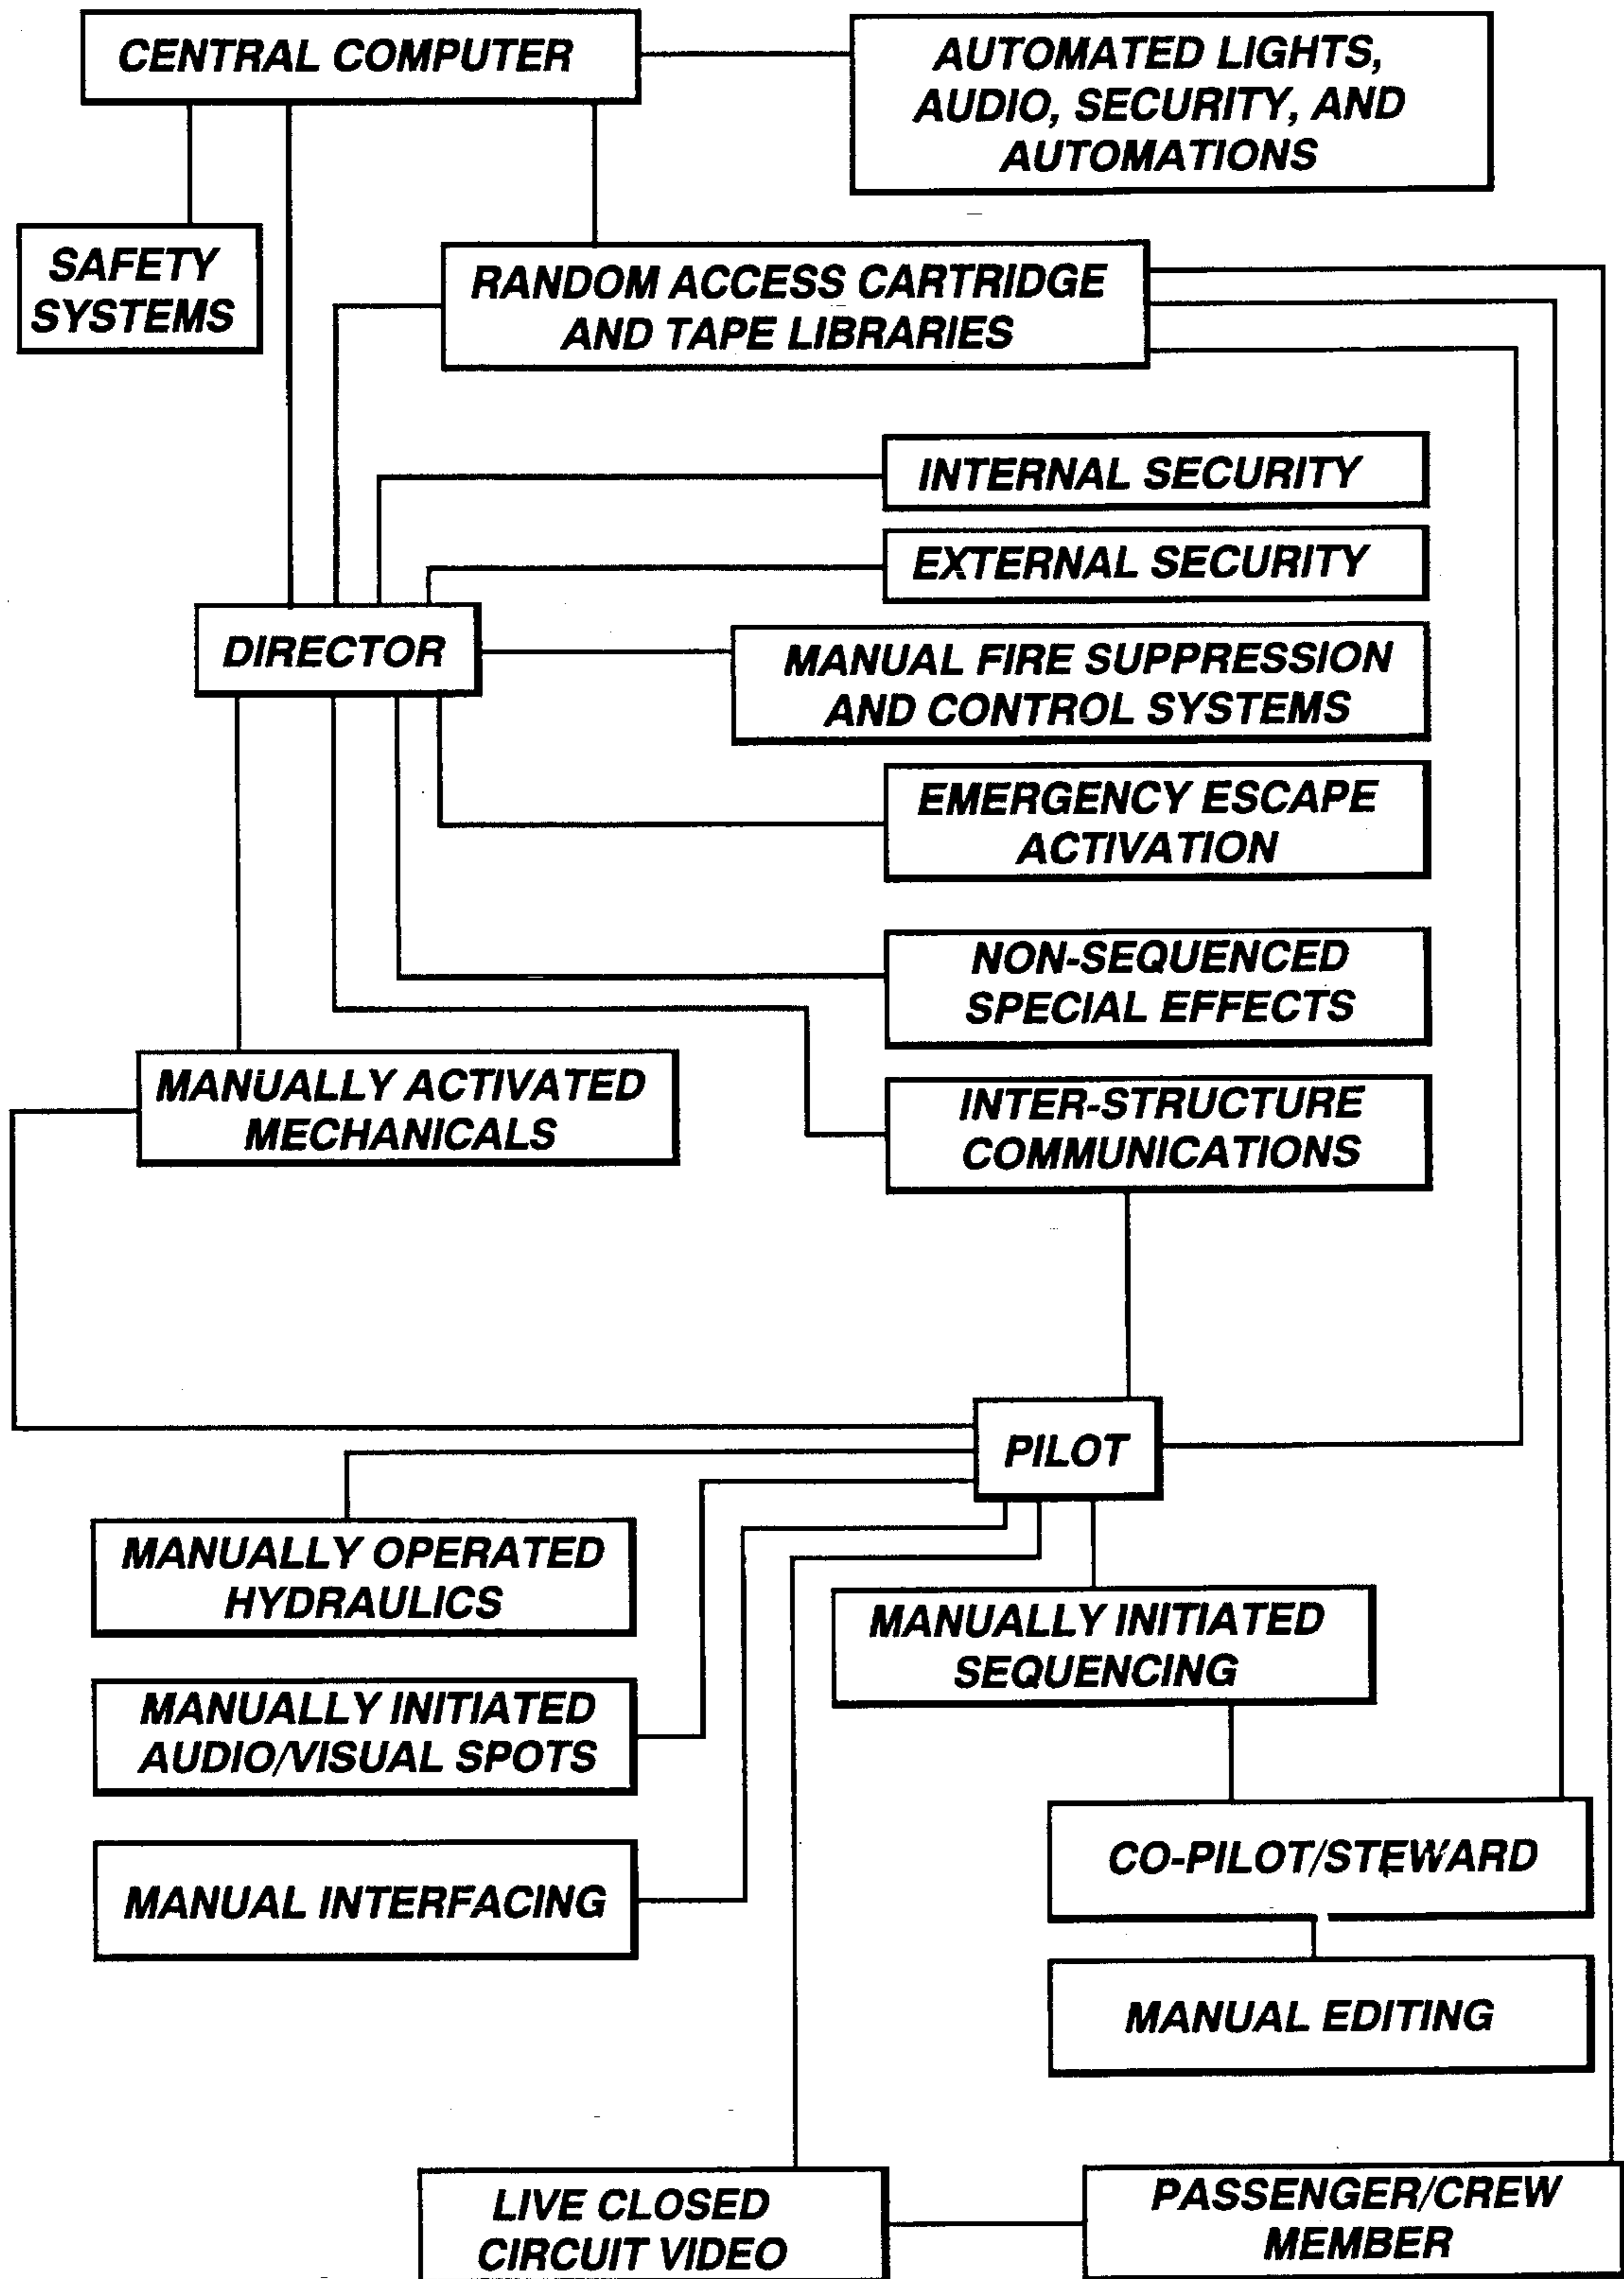 CENTRAL COMPUTER
AUTOMATED LIGHTS,
AUDIO, SECURITY, AND
AUTOMATIONS
SAFETY
SYSTEMS
RANDOM ACCESS CARTRIDGE
AND TAPE LIBRARIES
INTERNAL SECURITY
EXTERNAL SECURITY
DIRECTOR
MANUAL FIRE SUPPRESSION
AND CONTROL SYSTEMS
EMERGENCY ESCAPE
ACTIVATION
NON-SEQUENCED
SPECIAL EFFECTS
MANUALLY ACTIVATED
MECHANICALS
INTER-STRUCTURE
COMMUNICATIONS
PILOT
MANUALLY OPERATED
HYDRAULICS
MANUALLY INITIATED
SEQUENCING
MANUALLY INITIATED
AUDIO/VISUAL SPOTS
CO-PILOT/STEWARD
MANUAL INTERFACING
MANUAL EDITING
LIVE CLOSED
CIRCUIT VIDEO
PASSENGER/CREW
MEMBER